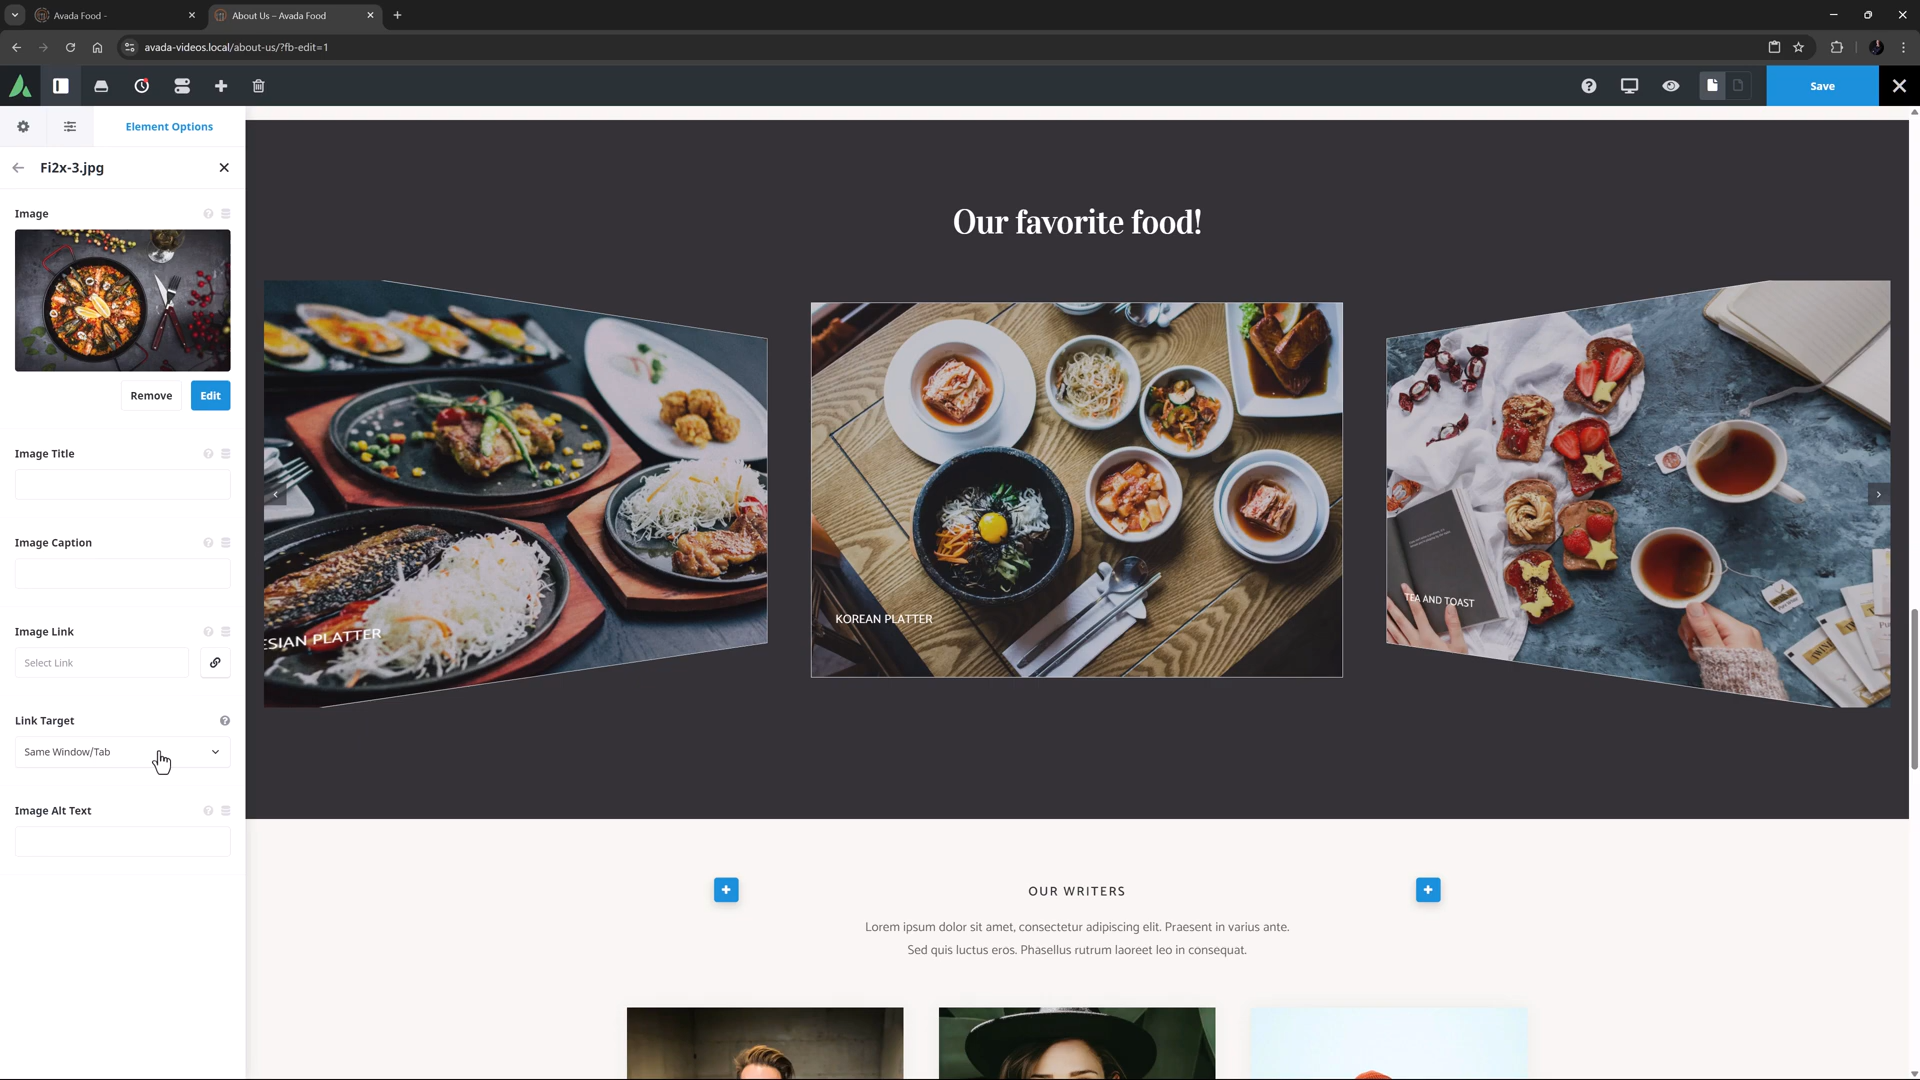 Avada Food -
About Us – Avada Food
avada-videos.local/about-us/?fb-edit=1
Save
Element Options
Fi2x-3.jpg
Image
Remove
Edit
Image Title
Image Caption
Image Link
Select Link
Link Target
Same Window/Tab
Image Alt Text
Our favorite food!
ESIAN PLATTER
KOREAN PLATTER
TEA AND TOAST
OUR WRITERS
Lorem ipsum dolor sit amet, consectetur adipiscing elit. Praesent in varius ante.
Sed quis luctus eros. Phasellus rutrum laoreet leo in consequat.